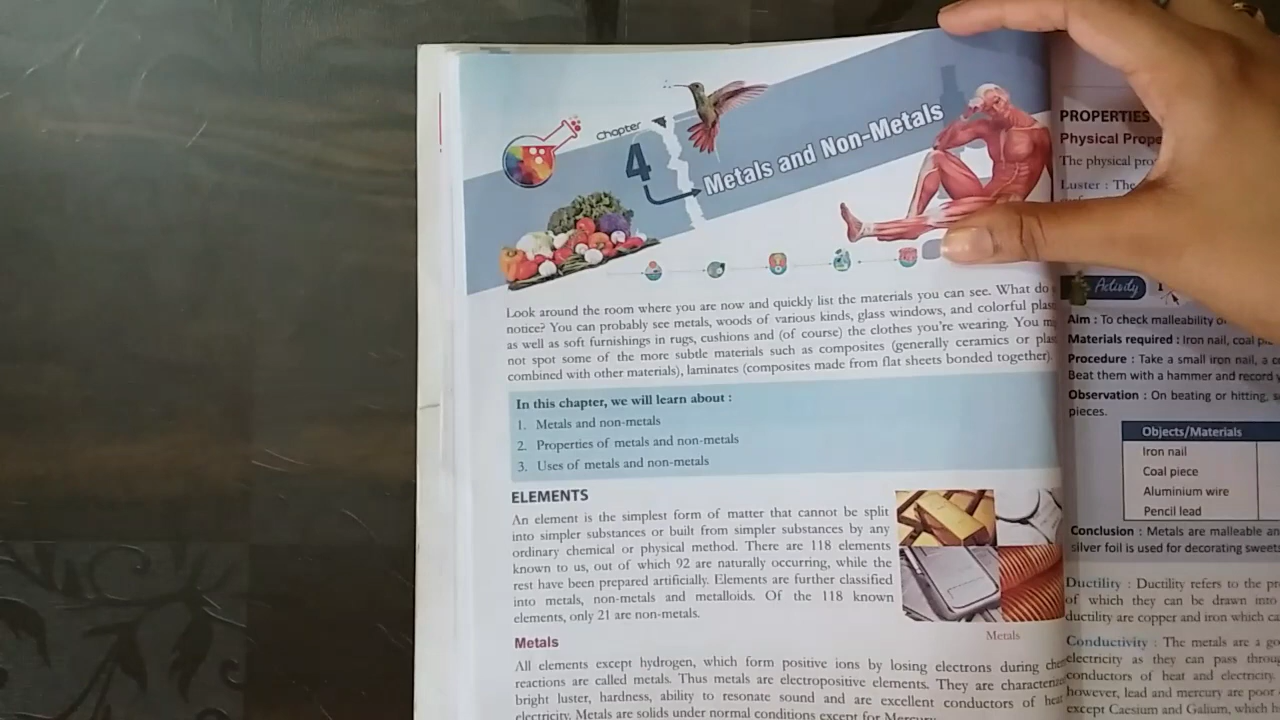 Chapter
4
Metals and Non-Metals
Look around the room where you are now and quickly list the materials you can see. What do
notice? You can probably see metals, woods of various kinds, glass windows, and colorful
as well as soft furnishings in rugs, cushions and (of course) the clothes you're wearing. You
not spot some of the more subtle materials such as composites (generally ceramics or
combined with other materials), laminates (composites made from flat sheets bonded together).
In this chapter, we will learn about :
1. Metals and non-metals
2. Properties of metals and non-metals
3. Uses of metals and non-metals
ELEMENTS
An element is the simplest form of matter that cannot be split
into simpler substances or built from simpler substances by any
ordinary chemical or physical method. There are 118 elements
known to us, out of which 92 are naturally occurring, while the
rest have been prepared artificially. Elements are further classified
into metals, non-metals and metalloids. Of the 118 known
elements, only 21 are non-metals.
Metals
Metals
All elements except hydrogen, which form positive ions by losing electrons during
reactions are called metals. Thus metals are electropositive elements. They are
bright luster, hardness, ability to resonate sound and are excellent conductors of
electricity. Metals are solids under normal conditions except for
PROPERTIES
Physical
The physical
Luster : The
Activity
Aim : To check malleability
Materials required : Iron nail, coal
Procedure : Take a small iron nail, a
Beat them with a hammer and record
Observation : On beating or hitting,
pieces.
Objects/Materials
Iron nail
Coal piece
Aluminium wire
Pencil lead
Conclusion : Metals are malleable
silver foil is used for decorating
Ductility : Ductility refers to the
of which they can be drawn into
ductility are copper and iron which
Conductivity : The metals are a
electricity as they can pass
conductors of heat and electricity.
however, lead and mercury are poor
except Caesium and Galium, which